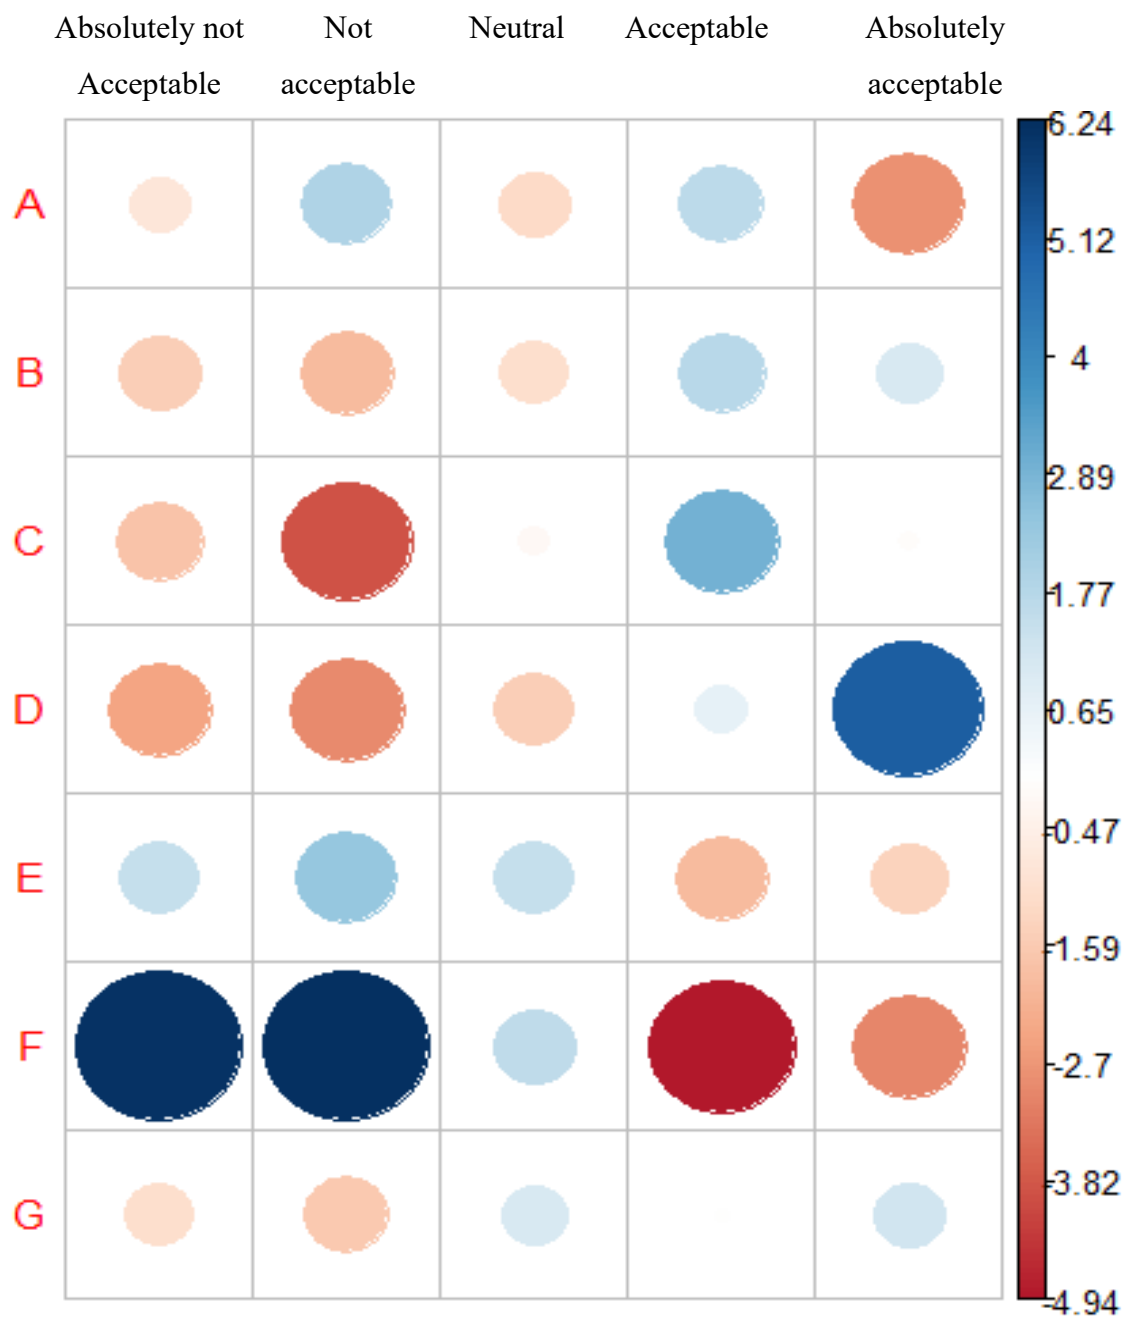 Absolutely not Not Neutral Acceptable Absolutely
Acceptable acceptable acceptable
6.24
A
5.12
B
4
2.89
C
1.77
D
0.65
-0.47
E
-1.59
F
-2.7
-3.82
G
-4.94